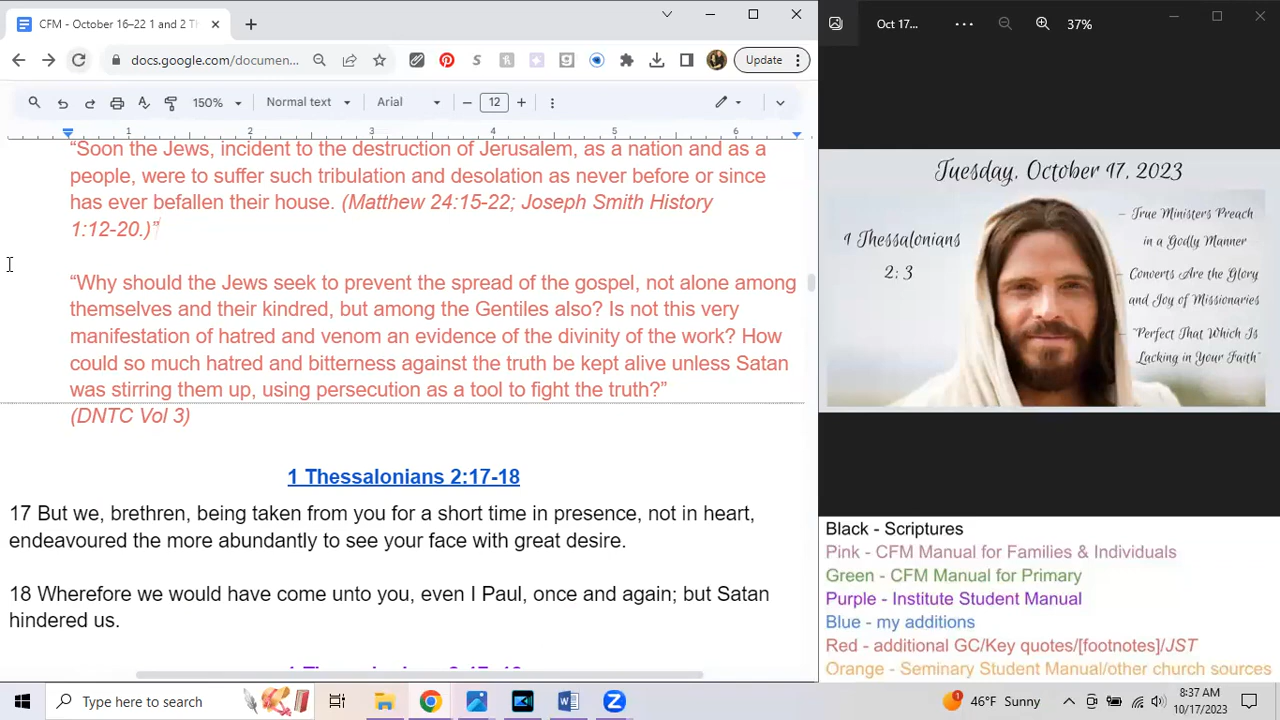 CFM - October 16–22 1 and 2 Th
docs.google.com/documen...
Update
150%
Normal text
Arial
12
1
2
3
4
5
6
“Soon the Jews, incident to the destruction of Jerusalem, as a nation and as a
people, were to suffer such tribulation and desolation as never before or since
has ever befallen their house. (Matthew 24:15-22; Joseph Smith History
1:12-20.)”
“Why should the Jews seek to prevent the spread of the gospel, not alone among
themselves and their kindred, but among the Gentiles also? Is not this very
manifestation of hatred and venom an evidence of the divinity of the work? How
could so much hatred and bitterness against the truth be kept alive unless Satan
was stirring them up, using persecution as a tool to fight the truth?”
(DNTC Vol 3)
1 Thessalonians 2:17-18
17 But we, brethren, being taken from you for a short time in presence, not in heart,
endeavoured the more abundantly to see your face with great desire.
18 Wherefore we would have come unto you, even I Paul, once and again; but Satan
hindered us.
Oct 17...
37%
Tuesday, October 17, 2023
1 Thessalonians
2; 3
– True Ministers Preach
in a Godly Manner
– Converts Are the Glory
and Joy of Missionaries
– "Perfect That Which Is
Lacking in Your Faith"
Black - Scriptures
Pink - CFM Manual for Families & Individuals
Green - CFM Manual for Primary
Purple - Institute Student Manual
Blue - my additions
Red - additional GC/Key quotes/[footnotes]/JST
Orange - Seminary Student Manual/other church sources
Type here to search
46°F Sunny
8:37 AM
10/17/2023